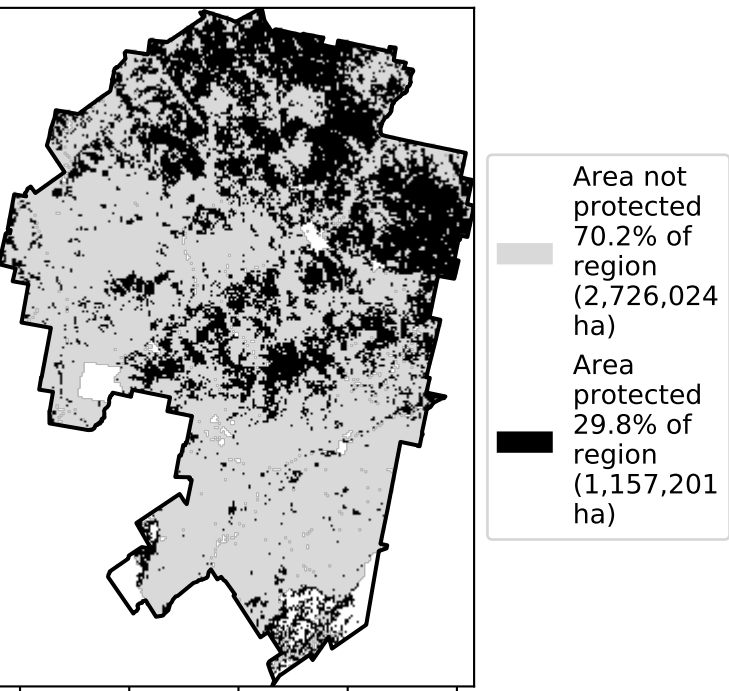 Area not
protected
70.2% of
region
(2,726,024
ha)
Area
protected
29.8% of
region
(1,157,201
ha)